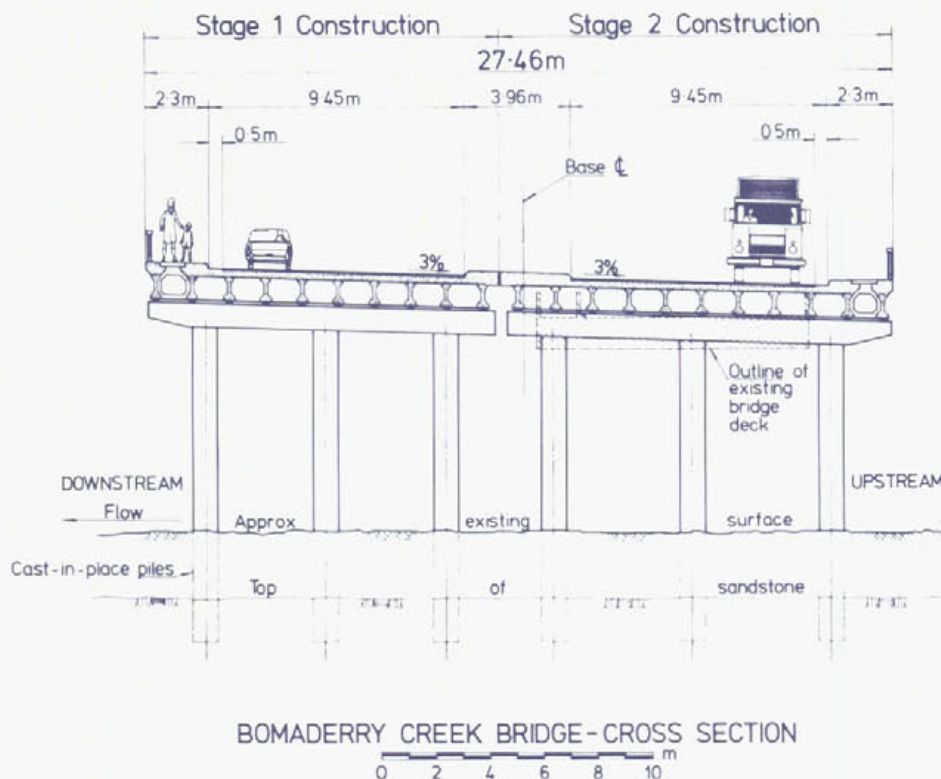 Stage 1 Construction Stage 2 Construction
27·46m
2·3m 9·45m 3·96m 9·45m 2·3m
0·5m 0·5m
Base ℄
3% 3%
Outline of
existing
bridge
deck
DOWNSTREAM UPSTREAM
Flow
Approx existing surface
Cast-in-place piles
Top of sandstone
BOMADERRY CREEK BRIDGE-CROSS SECTION
m
0 2 4 6 8 10